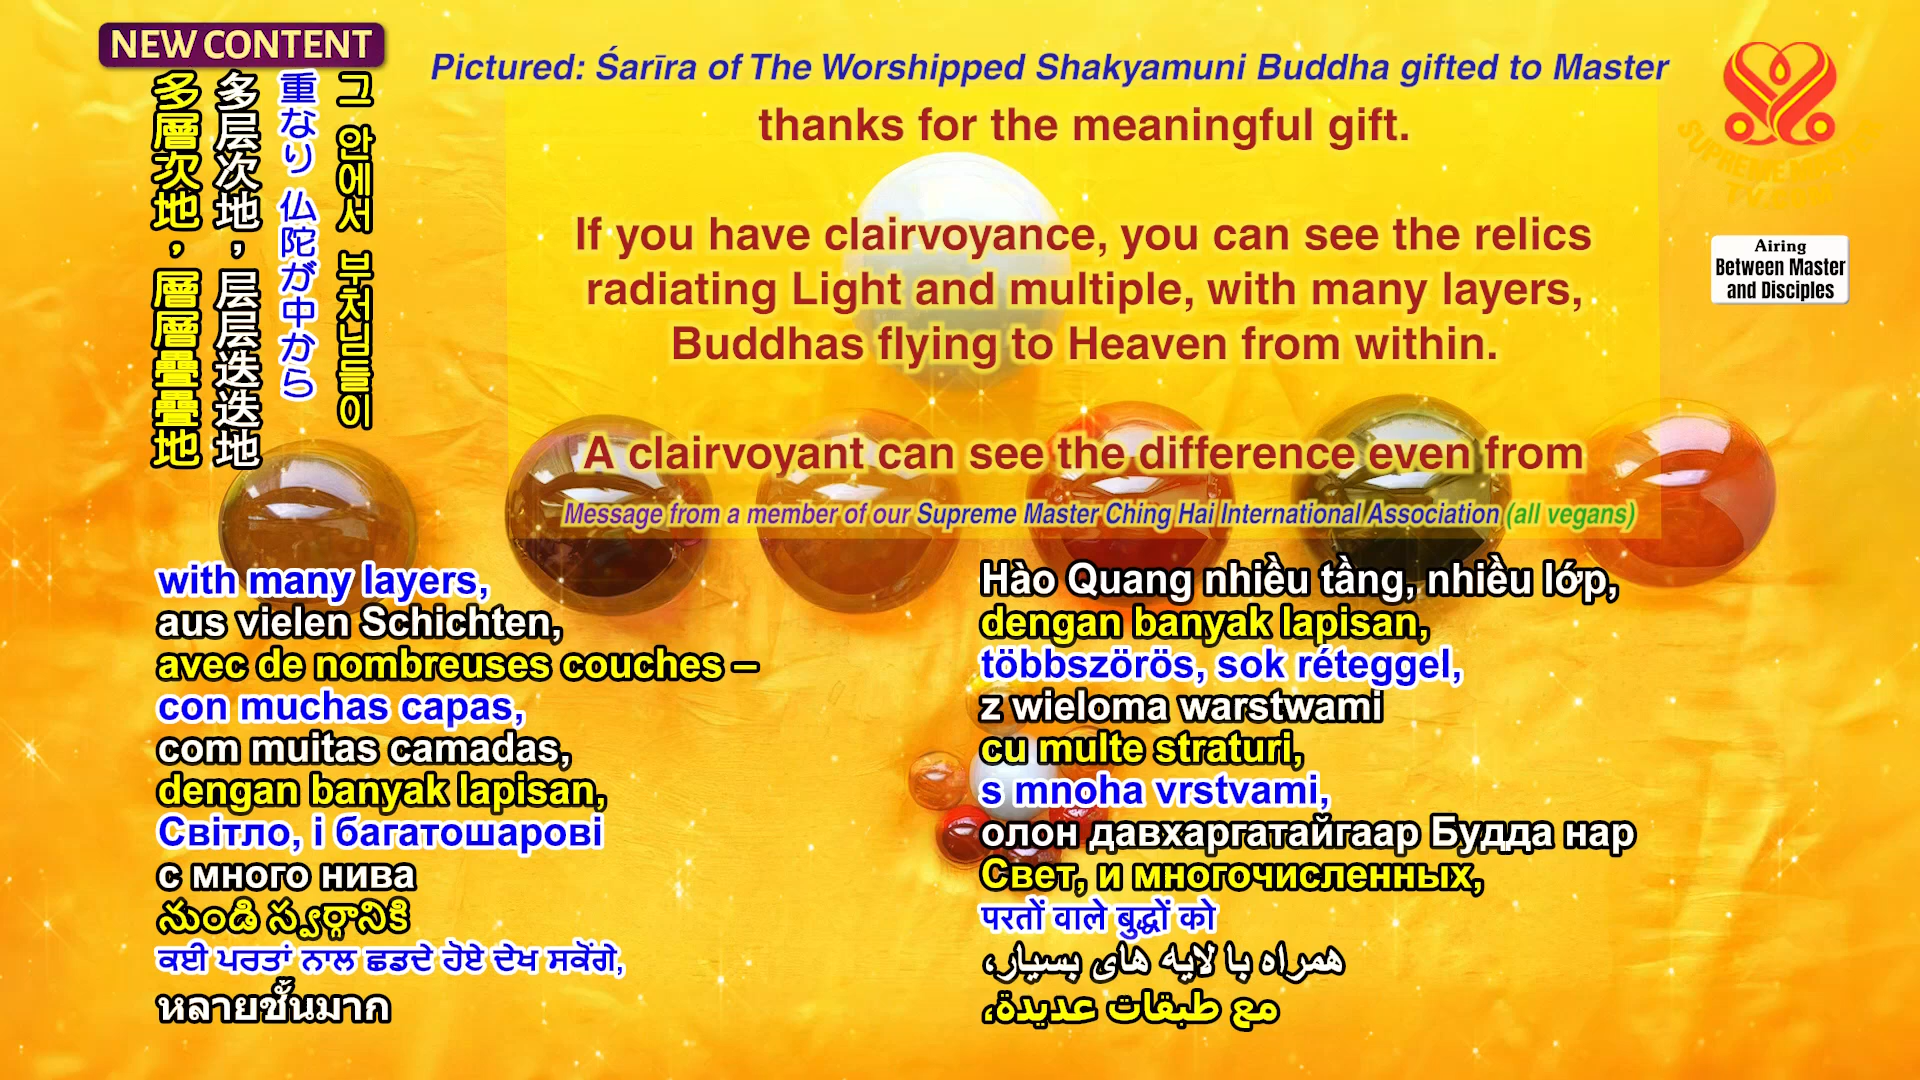 NEW CONTENT
多層次地，層層疊疊地
多层次地，层层迭迭地
重なり 仏陀が中から
그 안에서 부처님들이
Pictured: Śarīra of The Worshipped Shakyamuni Buddha gifted to Master
thanks for the meaningful gift.
If you have clairvoyance, you can see the relics
radiating Light and multiple, with many layers,
Buddhas flying to Heaven from within.
A clairvoyant can see the difference even from
Message from a member of our Supreme Master Ching Hai International Association (all vegans)
SUPREME MASTER
TV.COM
Airing
Between Master
and Disciples
with many layers,
aus vielen Schichten,
avec de nombreuses couches –
con muchas capas,
com muitas camadas,
dengan banyak lapisan,
Світло, і багатошарові
с много нива
నుండి స్వర్గానికి
ਕਈ ਪਰਤਾਂ ਨਾਲ ਛਡਦੇ ਹੋਏ ਦੇਖ ਸਕੋਂਗੇ,
หลายชั้นมาก
Hào Quang nhiều tầng, nhiều lớp,
dengan banyak lapisan,
többszörös, sok réteggel,
z wieloma warstwami
cu multe straturi,
s mnoha vrstvami,
олон давхаргатайгаар Будда нар
Свет, и многочисленных,
परतों वाले बुद्धों को
همراه با لایه های بسیار،
مع طبقات عديدة،